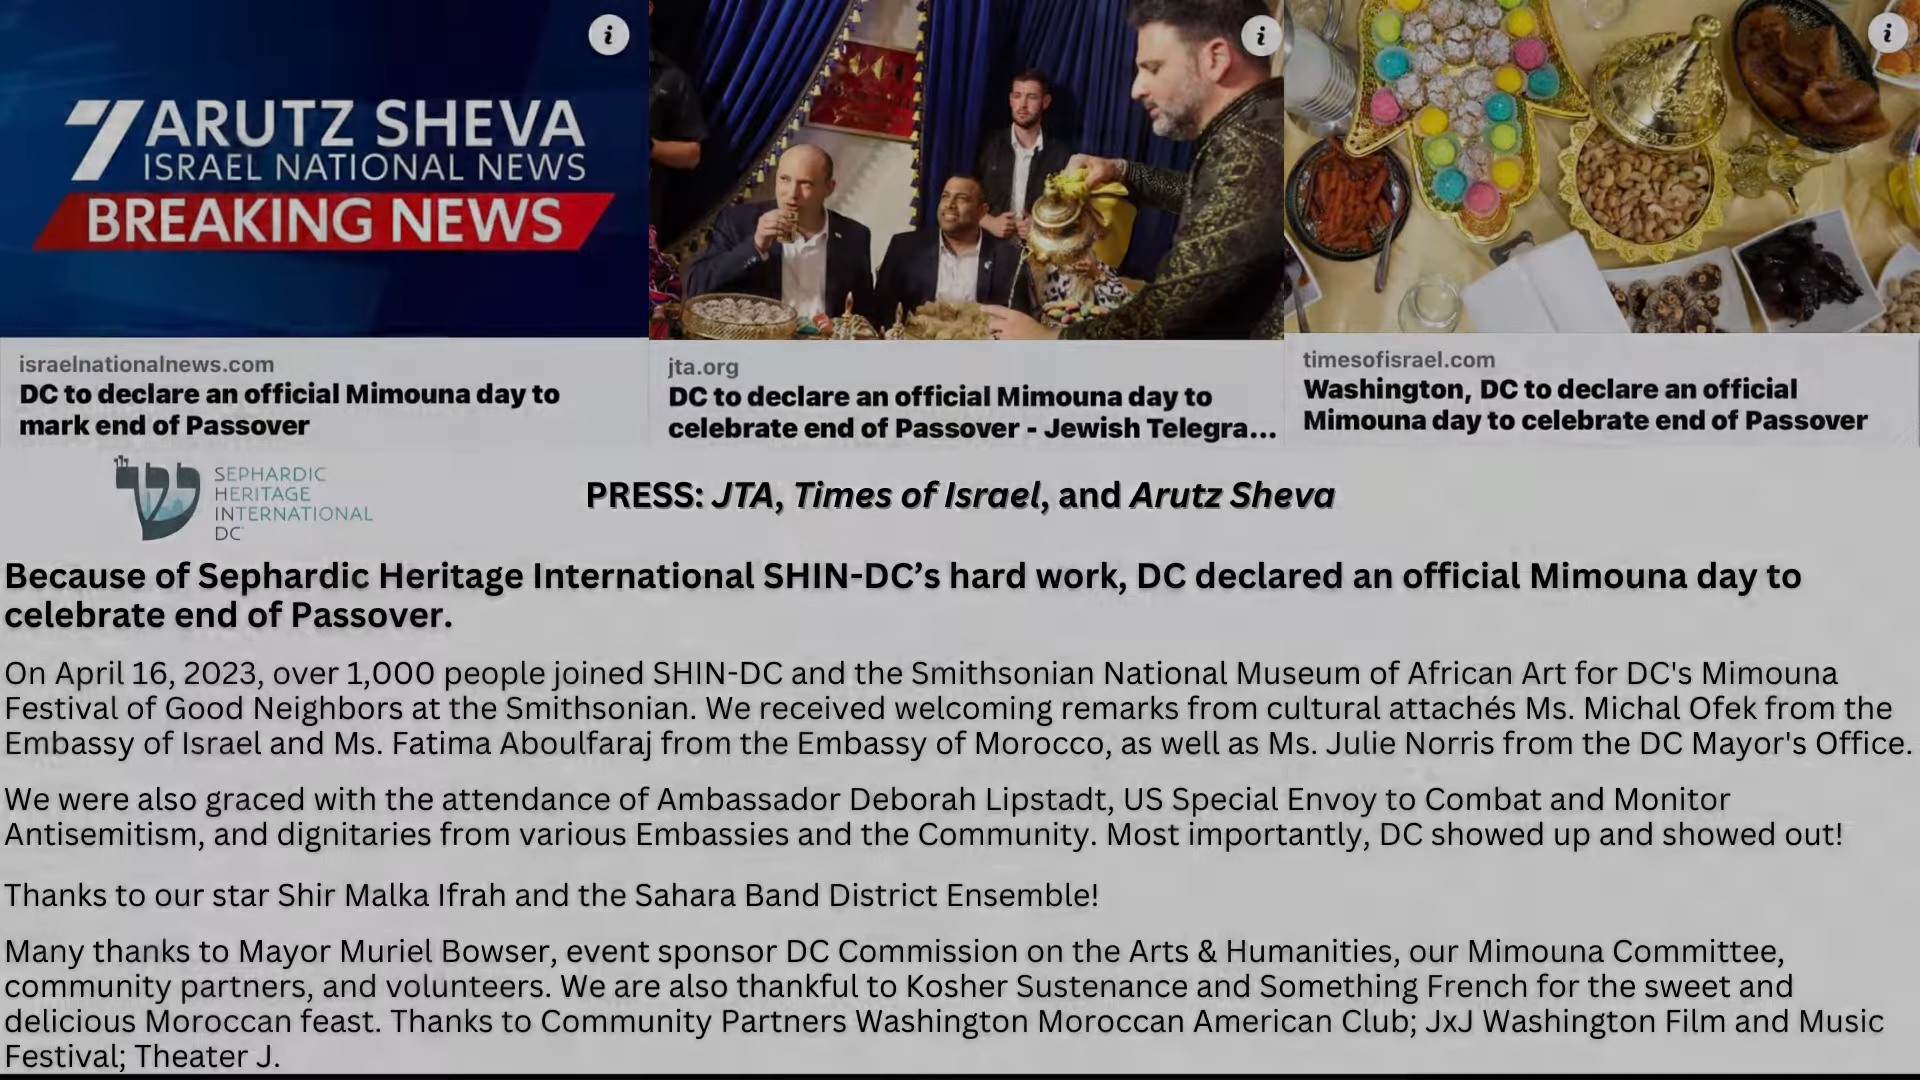 7 ARUTZ SHEVA
ISRAEL NATIONAL NEWS
BREAKING NEWS
israelnationalnews.com
DC to declare an official Mimouna day to
mark end of Passover
jta.org
DC to declare an official Mimouna day to
celebrate end of Passover - Jewish Telegra...
timesofisrael.com
Washington, DC to declare an official
Mimouna day to celebrate end of Passover
SEPHARDIC
HERITAGE
INTERNATIONAL
DC
PRESS: JTA, Times of Israel, and Arutz Sheva
Because of Sephardic Heritage International SHIN-DC’s hard work, DC declared an official Mimouna day to
celebrate end of Passover.
On April 16, 2023, over 1,000 people joined SHIN-DC and the Smithsonian National Museum of African Art for DC's Mimouna
Festival of Good Neighbors at the Smithsonian. We received welcoming remarks from cultural attachés Ms. Michal Ofek from the
Embassy of Israel and Ms. Fatima Aboulfaraj from the Embassy of Morocco, as well as Ms. Julie Norris from the DC Mayor's Office.
We were also graced with the attendance of Ambassador Deborah Lipstadt, US Special Envoy to Combat and Monitor
Antisemitism, and dignitaries from various Embassies and the Community. Most importantly, DC showed up and showed out!
Thanks to our star Shir Malka Ifrah and the Sahara Band District Ensemble!
Many thanks to Mayor Muriel Bowser, event sponsor DC Commission on the Arts & Humanities, our Mimouna Committee,
community partners, and volunteers. We are also thankful to Kosher Sustenance and Something French for the sweet and
delicious Moroccan feast. Thanks to Community Partners Washington Moroccan American Club; JxJ Washington Film and Music
Festival; Theater J.